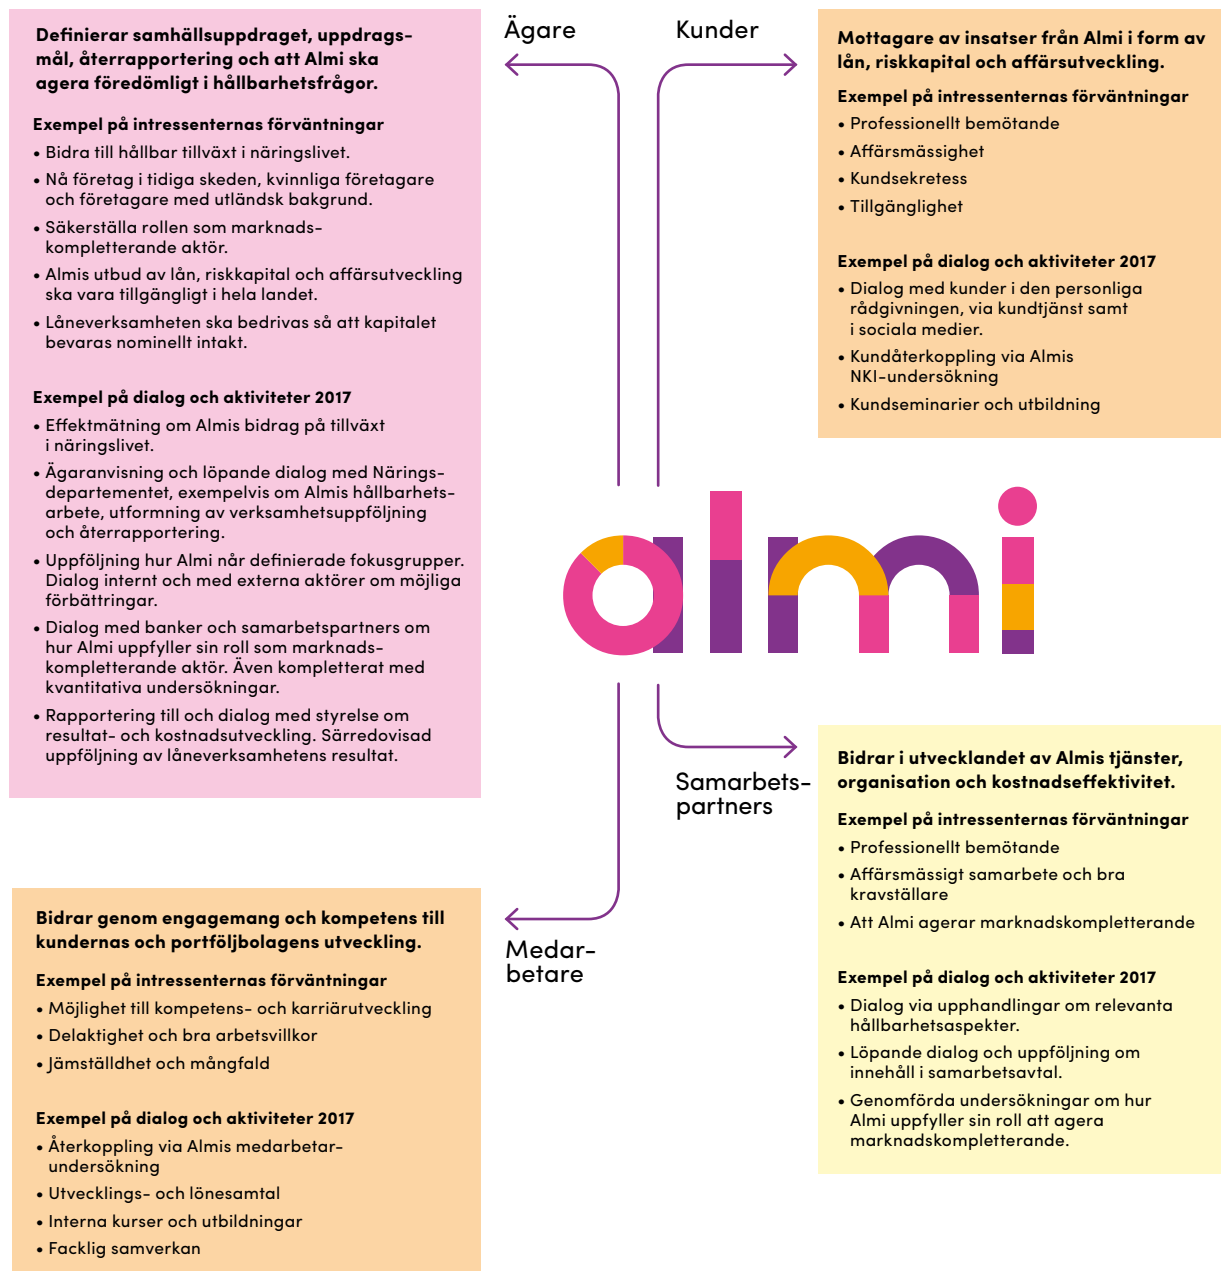 Ägare
Definierar samhällsuppdraget, uppdrags-
mål, återrapportering och att Almi ska
agera föredömligt i hållbarhetsfrågor.
Exempel på intressenternas förväntningar
• Bidra till hållbar tillväxt i näringslivet.
• Nå företag i tidiga skeden, kvinnliga företagare
och företagare med utländsk bakgrund.
• Säkerställa rollen som marknads-
kompletterande aktör.
• Almis utbud av lån, riskkapital och affärsutveckling
ska vara tillgängligt i hela landet.
• Låneverksamheten ska bedrivas så att kapitalet
bevaras nominellt intakt.
Exempel på dialog och aktiviteter 2017
• Effektmätning om Almis bidrag på tillväxt
i näringslivet.
• Ägaranvisning och löpande dialog med Närings-
departementet, exempelvis om Almis hållbarhets-
arbete, utformning av verksamhetsuppföljning
och återrapportering.
• Uppföljning hur Almi når definierade fokusgrupper.
Dialog internt och med externa aktörer om möjliga
förbättringar.
• Dialog med banker och samarbetspartners om
hur Almi uppfyller sin roll som marknads-
kompletterande aktör. Även kompletterat med
kvantitativa undersökningar.
• Rapportering till och dialog med styrelse om
resultat- och kostnadsutveckling. Särredovisad
uppföljning av låneverksamhetens resultat.
Kunder
Mottagare av insatser från Almi i form av
lån, riskkapital och affärsutveckling.
Exempel på intressenternas förväntningar
• Professionellt bemötande
• Affärsmässighet
• Kundsekretess
• Tillgänglighet
Exempel på dialog och aktiviteter 2017
• Dialog med kunder i den personliga
rådgivningen, via kundtjänst samt
i sociala medier.
• Kundåterkoppling via Almis
NKI-undersökning
• Kundseminarier och utbildning
almi
Medar-
betare
Bidrar genom engagemang och kompetens till
kundernas och portföljbolagens utveckling.
Exempel på intressenternas förväntningar
• Möjlighet till kompetens- och karriärutveckling
• Delaktighet och bra arbetsvillkor
• Jämställdhet och mångfald
Exempel på dialog och aktiviteter 2017
• Återkoppling via Almis medarbetar-
undersökning
• Utvecklings- och lönesamtal
• Interna kurser och utbildningar
• Facklig samverkan
Samarbets-
partners
Bidrar i utvecklandet av Almis tjänster,
organisation och kostnadseffektivitet.
Exempel på intressenternas förväntningar
• Professionellt bemötande
• Affärsmässigt samarbete och bra
kravställare
• Att Almi agerar marknadskompletterande
Exempel på dialog och aktiviteter 2017
• Dialog via upphandlingar om relevanta
hållbarhetsaspekter.
• Löpande dialog och uppföljning om
innehåll i samarbetsavtal.
• Genomförda undersökningar om hur
Almi uppfyller sin roll att agera
marknadskompletterande.